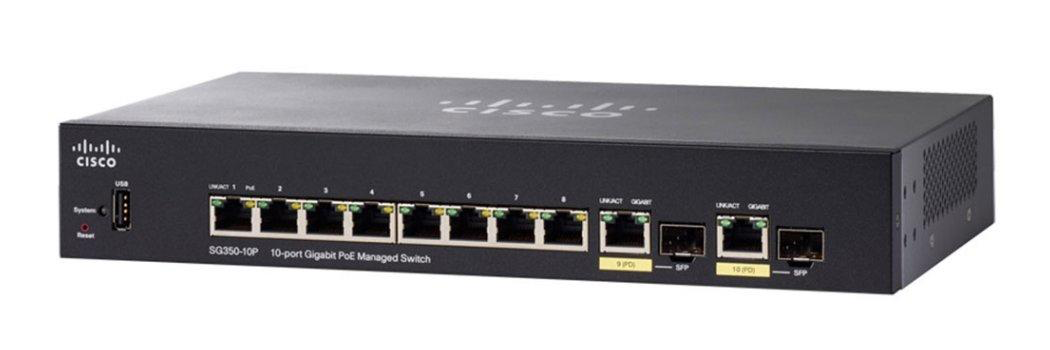 CISCO
CISCO
USB
System
Reset
LINK/ACT 1 PoE 2 3 4 5 6 7 8
LINK/ACT GIGABIT
LINK/ACT GIGABIT
SG350-10P 10-port Gigabit PoE Managed Switch
9 (PD) SFP
10 (PD) SFP